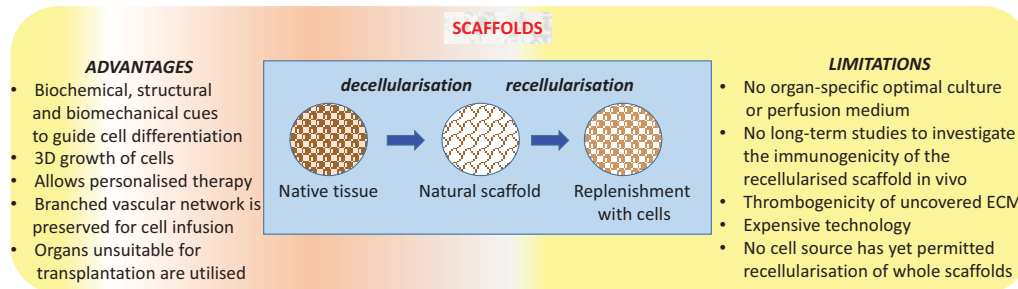 SCAFFOLDS
ADVANTAGES
• Biochemical, structural
and biomechanical cues
to guide cell differentiation
• 3D growth of cells
• Allows personalised therapy
• Branched vascular network is
preserved for cell infusion
• Organs unsuitable for
transplantation are utilised
decellularisation recellularisation
Native tissue Natural scaffold Replenishment
with cells
LIMITATIONS
• No organ-specific optimal culture
or perfusion medium
• No long-term studies to investigate
the immunogenicity of the
recellularised scaffold in vivo
• Thrombogenicity of uncovered ECM
• Expensive technology
• No cell source has yet permitted
recellularisation of whole scaffolds